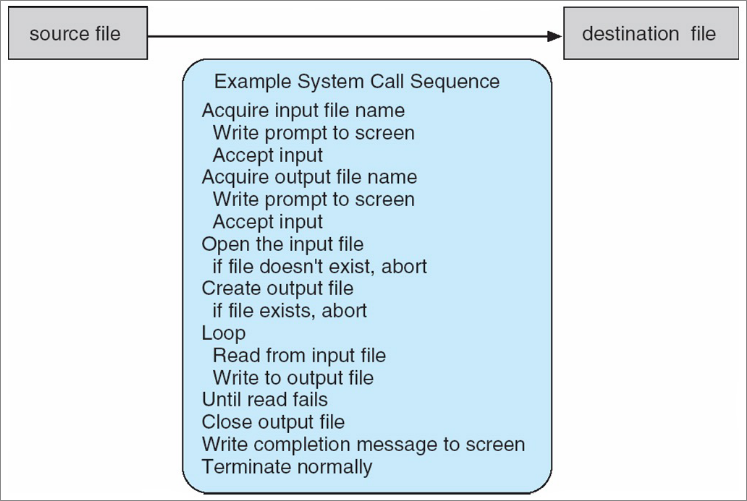 source file
destination file
Example System Call Sequence
Acquire input file name
Write prompt to screen
Accept input
Acquire output file name
Write prompt to screen
Accept input
Open the input file
if file doesn't exist, abort
Create output file
if file exists, abort
Loop
Read from input file
Write to output file
Until read fails
Close output file
Write completion message to screen
Terminate normally